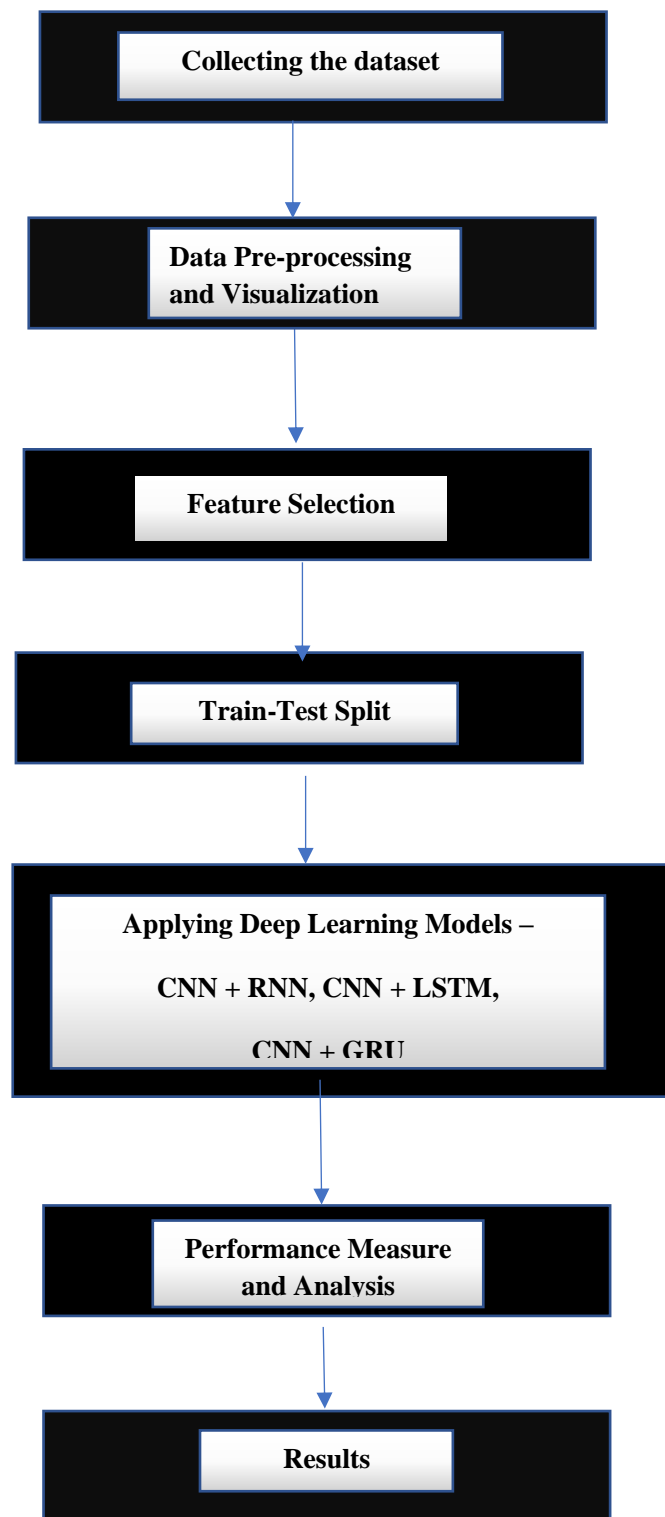 Collecting the dataset
Data Pre-processing
and Visualization
Feature Selection
Train-Test Split
Applying Deep Learning Models –
CNN + RNN, CNN + LSTM,
CNN + GRU
Performance Measure
and Analysis
Results